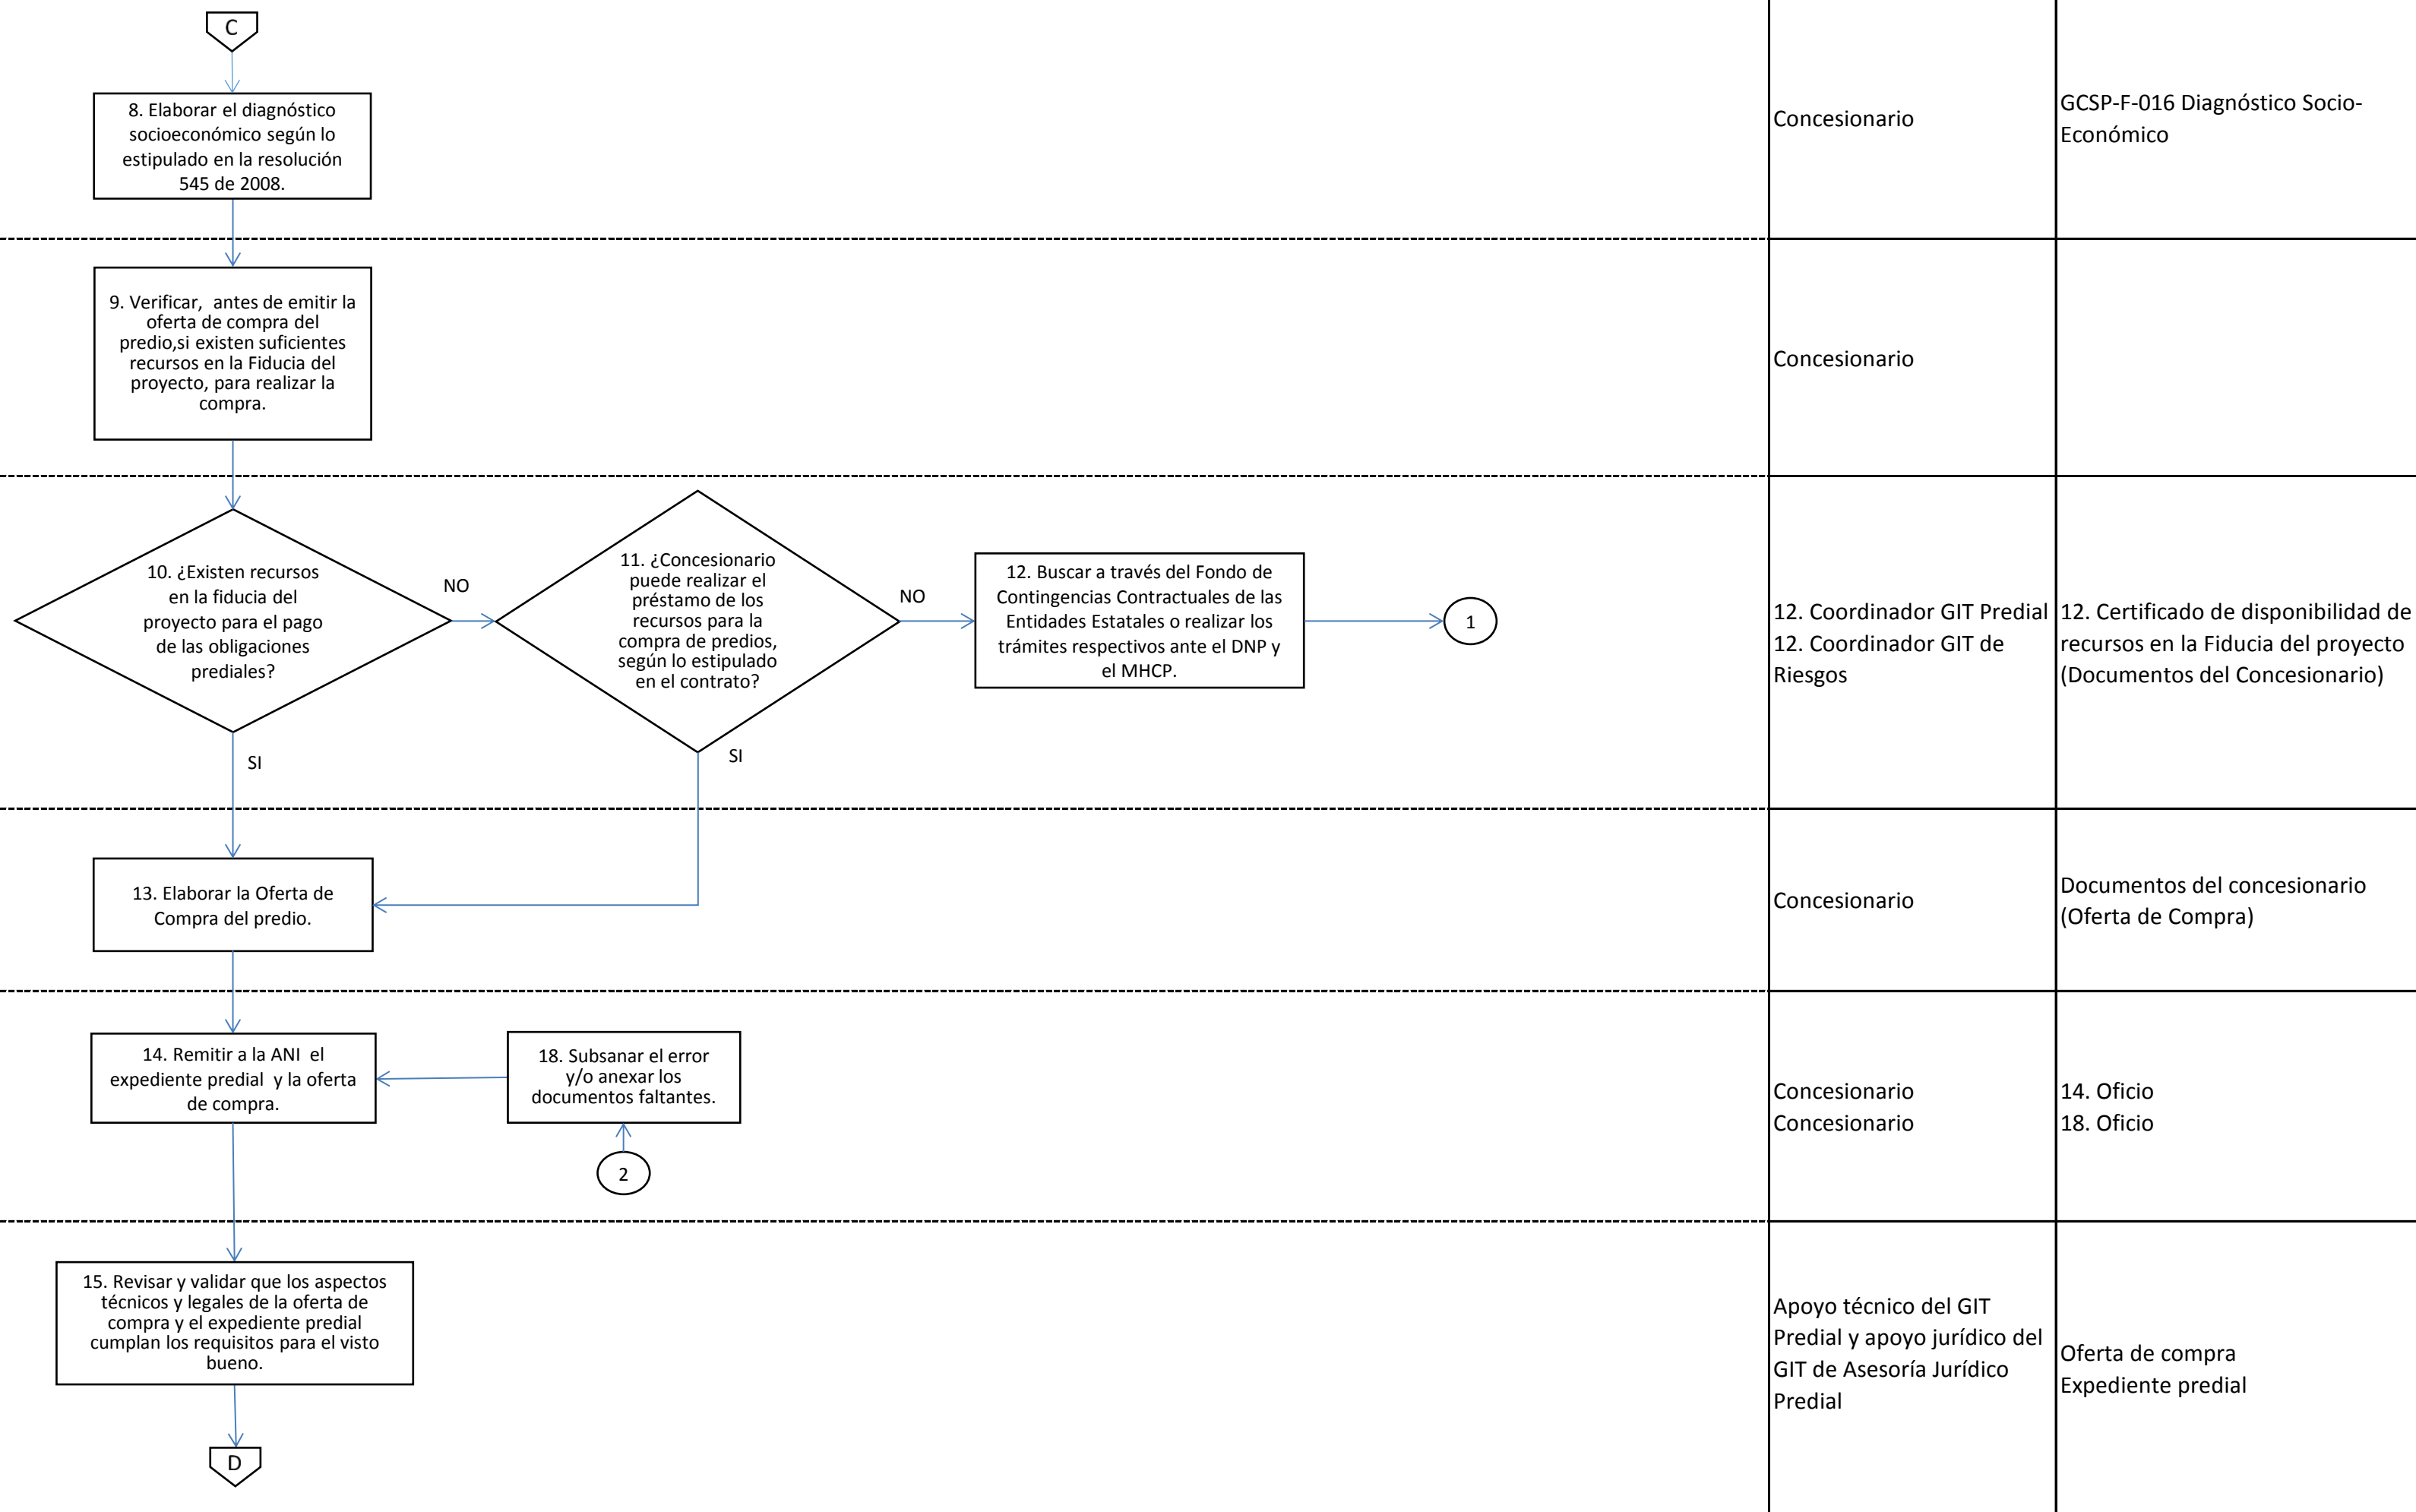 C
8. Elaborar el diagnóstico
socioeconómico según lo
estipulado en la resolución
545 de 2008.
Concesionario
GCSP-F-016 Diagnóstico Socio-
Económico
9. Verificar,  antes de emitir la
oferta de compra del
predio,si existen suficientes
recursos en la Fiducia del
proyecto, para realizar la
compra.
Concesionario
10. ¿Existen recursos
en la fiducia del
proyecto para el pago
de las obligaciones
prediales?
NO
SI
11. ¿Concesionario
puede realizar el
préstamo de los
recursos para la
compra de predios,
según lo estipulado
en el contrato?
NO
SI
12. Buscar a través del Fondo de
Contingencias Contractuales de las
Entidades Estatales o realizar los
trámites respectivos ante el DNP y
el MHCP.
1
12. Coordinador GIT Predial
12. Coordinador GIT de
Riesgos
12. Certificado de disponibilidad de
recursos en la Fiducia del proyecto
(Documentos del Concesionario)
13. Elaborar la Oferta de
Compra del predio.
Concesionario
Documentos del concesionario
(Oferta de Compra)
14. Remitir a la ANI  el
expediente predial  y la oferta
de compra.
18. Subsanar el error
y/o anexar los
documentos faltantes.
2
Concesionario
Concesionario
14. Oficio
18. Oficio
15. Revisar y validar que los aspectos
técnicos y legales de la oferta de
compra y el expediente predial
cumplan los requisitos para el visto
bueno.
Apoyo técnico del GIT
Predial y apoyo jurídico del
GIT de Asesoría Jurídico
Predial
Oferta de compra
Expediente predial
D